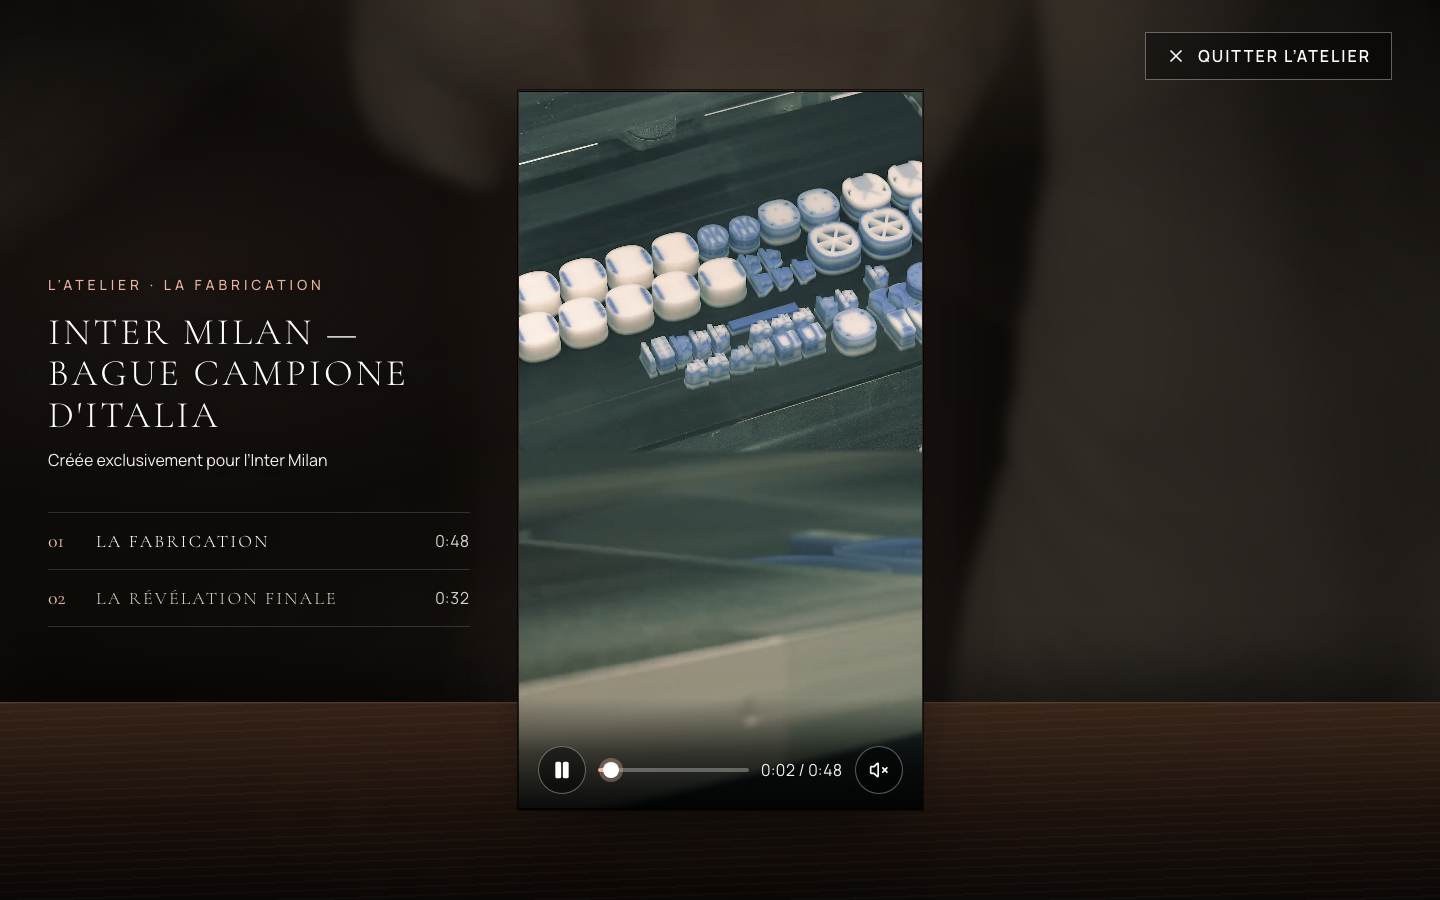 QUITTER L'ATELIER
L'ATELIER · LA FABRICATION
INTER MILAN —
BAGUE CAMPIONE
D'ITALIA
Créée exclusivement pour l'Inter Milan
01 LA FABRICATION 0:48
02 LA RÉVÉLATION FINALE 0:32
0:02 / 0:48